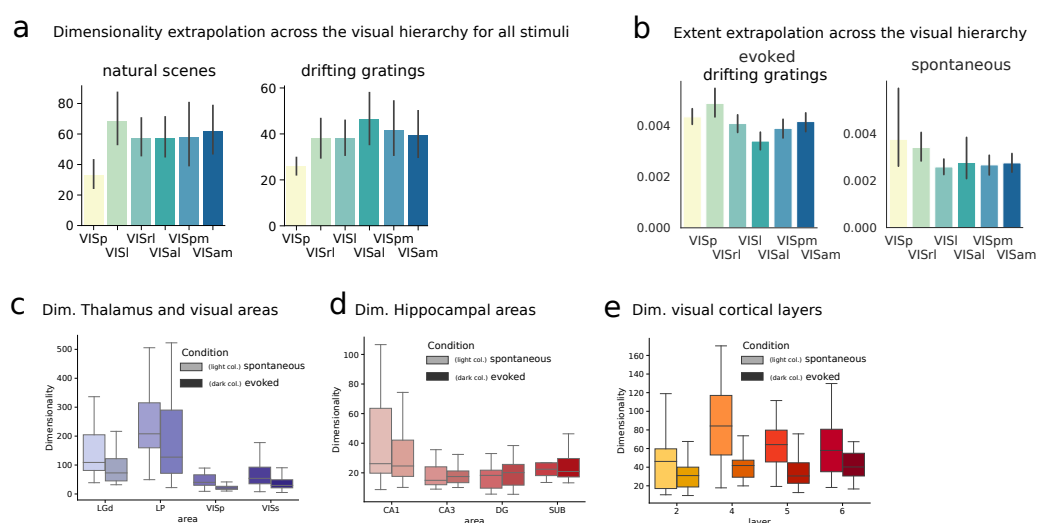 a Dimensionality extrapolation across the visual hierarchy for all stimuli
natural scenes
80
60
40
20
0
VISp VISrl VISpm
VISl VISal VISam
drifting gratings
60
40
20
0
VISp VISl VISpm
VISrl VISal VISam
b Extent extrapolation across the visual hierarchy
evoked
drifting gratings
0.004
0.002
0.000
VISp VISl VISpm
VISrl VISal VISam
spontaneous
0.004
0.002
0.000
VISp VISl VISpm
VISrl VISal VISam
c Dim. Thalamus and visual areas
Condition
(light col.) spontaneous
(dark col.) evoked
Dimensionality
500
400
300
200
100
0
LGd LP VISp VISs
area
d Dim. Hippocampal areas
Condition
(light col.) spontaneous
(dark col.) evoked
Dimensionality
100
80
60
40
20
0
CA1 CA3 DG SUB
area
e Dim. visual cortical layers
Condition
(light col.) spontaneous
(dark col.) evoked
Dimensionality
160
140
120
100
80
60
40
20
2 4 5 6
layer